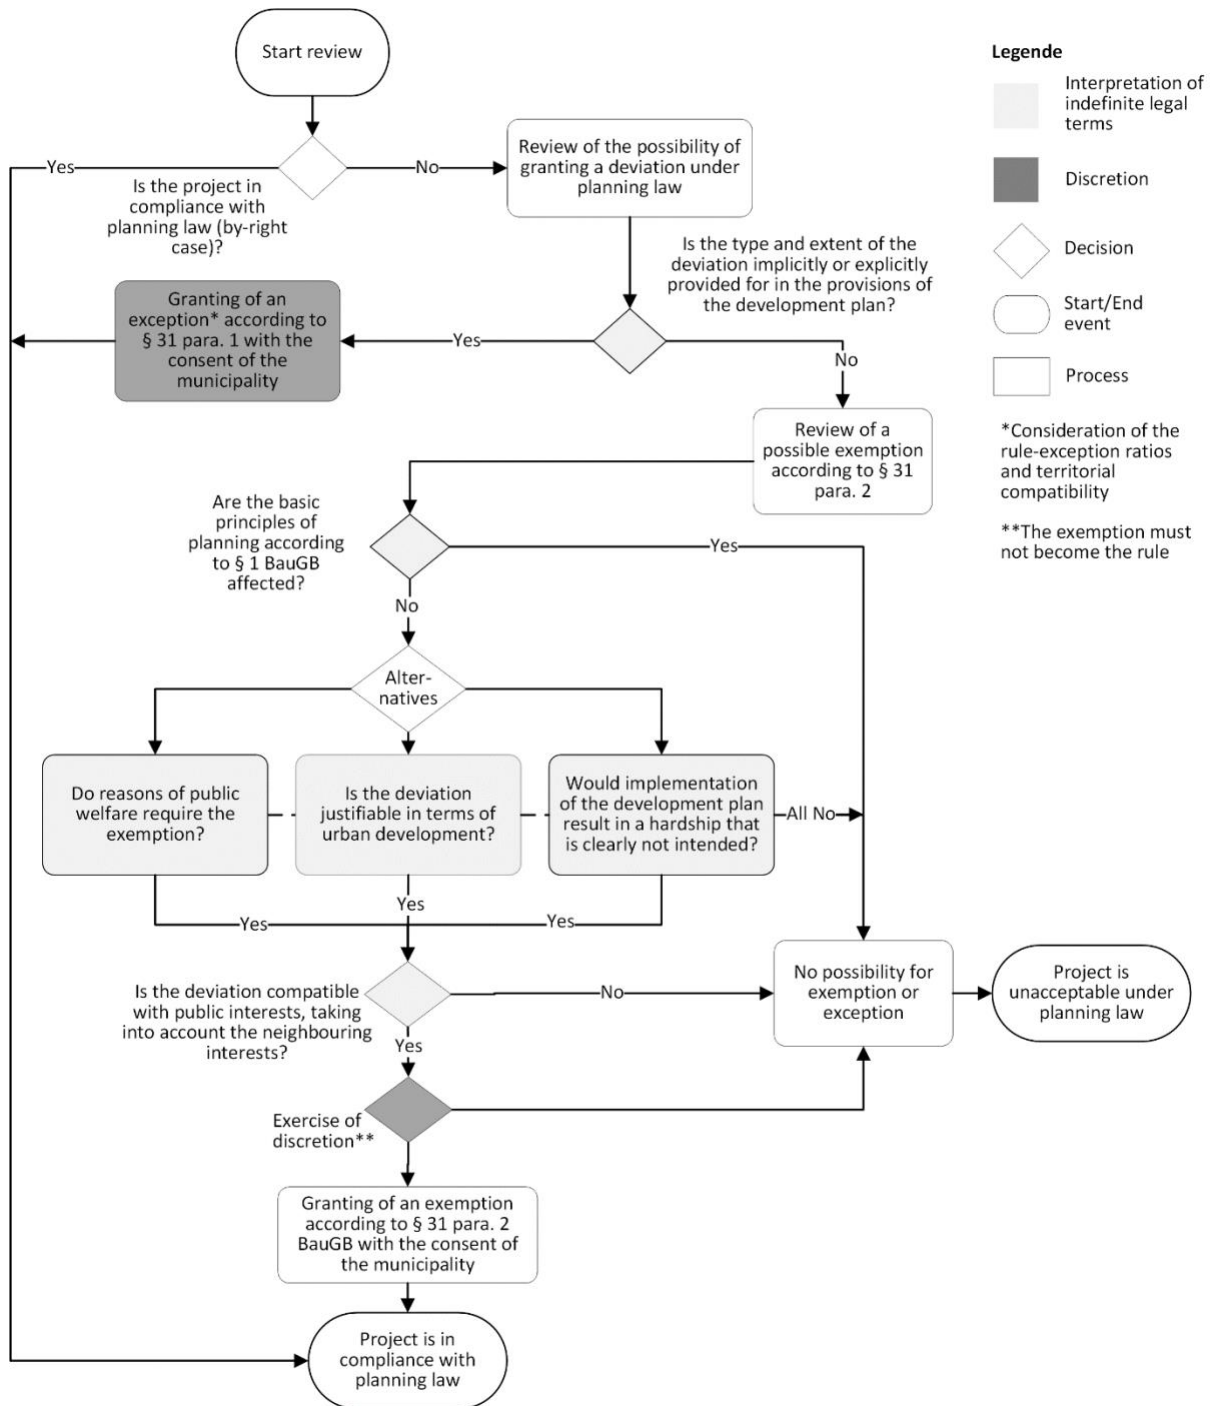 Start review
Yes
No
Is the project in
compliance with
planning law (by-right
case)?
Review of the possibility of
granting a deviation under
planning law
Is the type and extent of the
deviation implicitly or explicitly
provided for in the provisions of
the development plan?
Granting of an
exception* according to
§ 31 para. 1 with the
consent of the
municipality
Yes
No
Review of a
possible exemption
according to § 31
para. 2
Are the basic
principles of
planning according
to § 1 BauGB
affected?
Yes
No
Alter-
natives
Do reasons of public
welfare require the
exemption?
Is the deviation
justifiable in terms of
urban development?
Would implementation
of the development plan
result in a hardship that
is clearly not intended?
All No
Yes
Yes
Yes
Is the deviation compatible
with public interests, taking
into account the neighbouring
interests?
No
Yes
No possibility for
exemption or
exception
Project is
unacceptable under
planning law
Exercise of
discretion**
Granting of an exemption
according to § 31 para. 2
BauGB with the consent of
the municipality
Project is in
compliance with
planning law
Legende
Interpretation of
indefinite legal
terms
Discretion
Decision
Start/End
event
Process
*Consideration of the
rule-exception ratios
and territorial
compatibility
**The exemption must
not become the rule